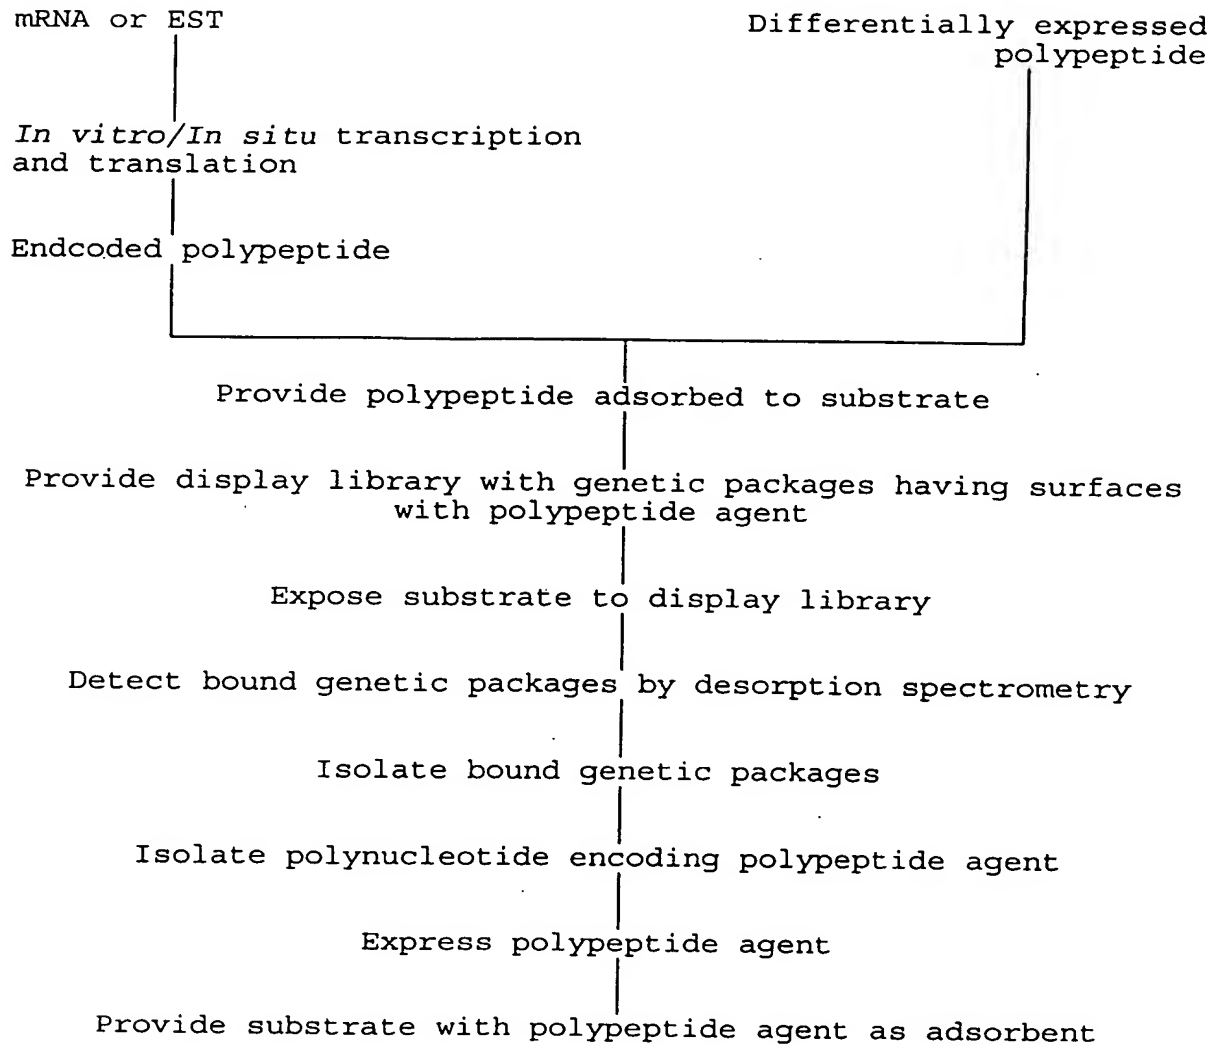 mRNA or EST
Differentially expressed
polypeptide
In vitro/In situ transcription
and translation
Endcoded polypeptide
Provide polypeptide adsorbed to substrate
Provide display library with genetic packages having surfaces
with polypeptide agent
Expose substrate to display library
Detect bound genetic packages by desorption spectrometry
Isolate bound genetic packages
Isolate polynucleotide encoding polypeptide agent
Express polypeptide agent
Provide substrate with polypeptide agent as adsorbent